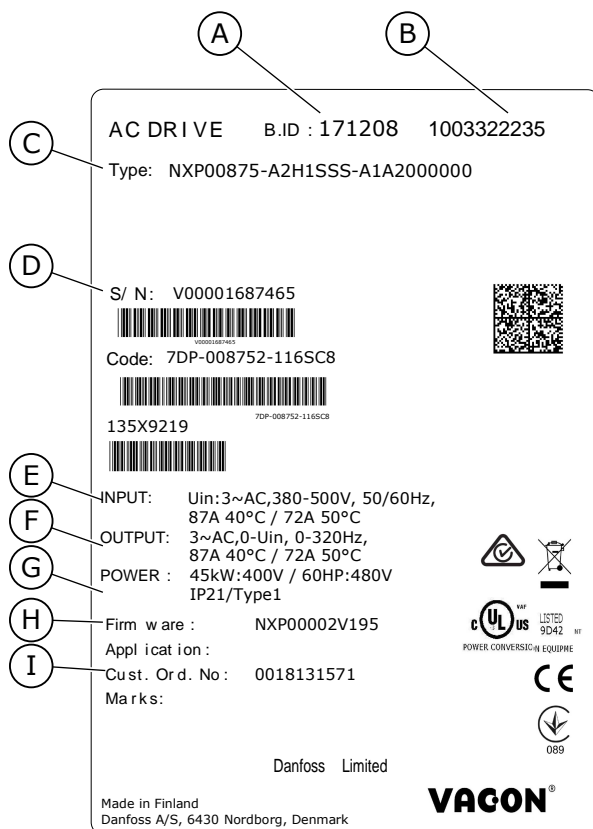 A
B
AC DRIVE B.ID : 171208 1003322235
C
Type: NXP00875-A2H1SSS-A1A2000000
D
S/ N: V00001687465
V00001687465
Code: 7DP-008752-116SC8
7DP-008752-116SC8
135X9219
E
INPUT: Uin:3~AC,380-500V, 50/60Hz,
87A 40°C / 72A 50°C
F
OUTPUT: 3~AC,0-Uin, 0-320Hz,
87A 40°C / 72A 50°C
G
POWER : 45kW:400V / 60HP:480V
IP21/Type1
H
Firm w are : NXP00002V195
Appl icat ion :
I
Cust. Ord. No : 0018131571
Marks:
c UL US VAF LISTED
9D42 NT
POWER CONVERSION EQUIPME
CE
089
Danfoss Limited
VACON®
Made in Finland
Danfoss A/S, 6430 Nordborg, Denmark